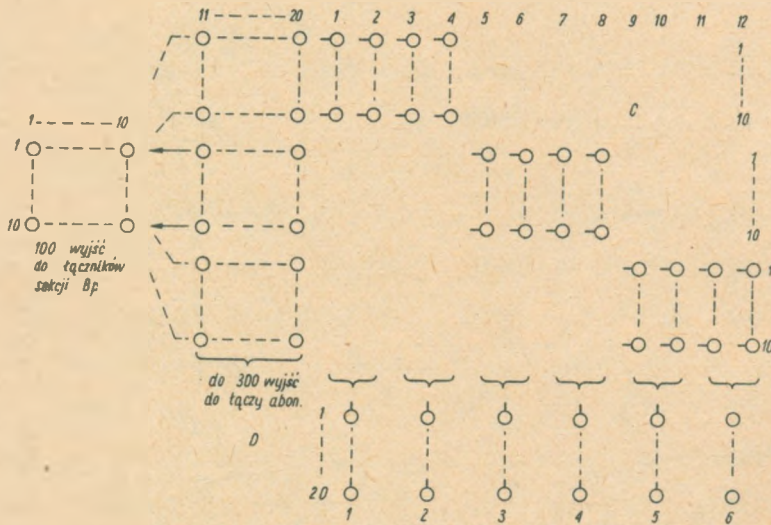 11 20 1 2 3 4 5 6 7 8 9 10 11 12
1
C
10
1 10
1
1
10
10
100 wyjść
do łączników
sekcji Bp
1
10
do 300 wyjść
do łączy abon.
D
1
20
1 2 3 4 5 6